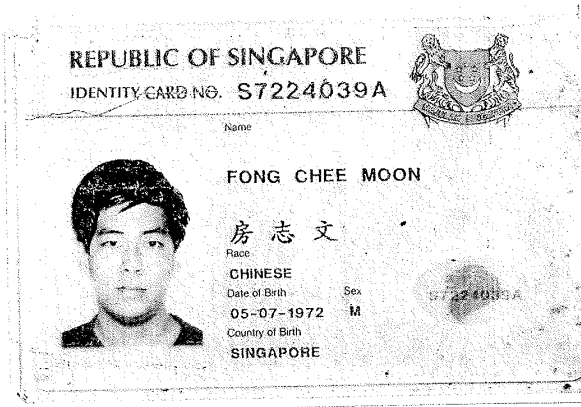 REPUBLIC OF SINGAPORE
IDENTITY CARD NO. S7224039A
Name
FONG CHEE MOON
房志文
Race
CHINESE
Date of Birth Sex
05-07-1972 M
S7224039A
Country of Birth
SINGAPORE